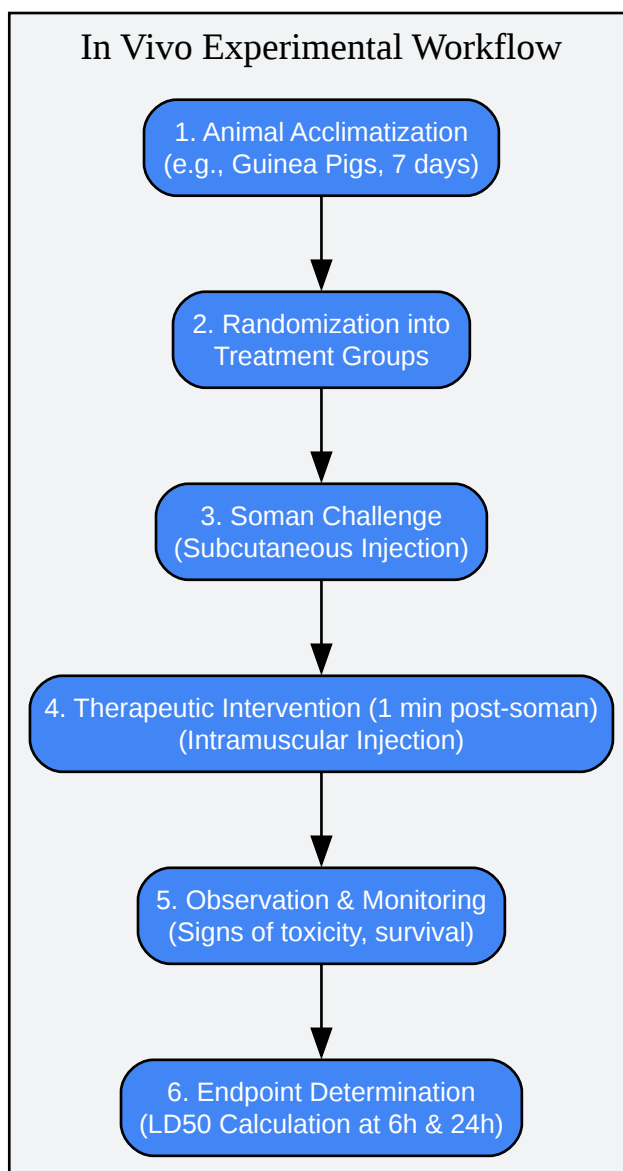 In Vivo Experimental Workflow
1. Animal Acclimatization
(e.g., Guinea Pigs, 7 days)
2. Randomization into
Treatment Groups
3. Soman Challenge
(Subcutaneous Injection)
4. Therapeutic Intervention (1 min post-soman)
(Intramuscular Injection)
5. Observation & Monitoring
(Signs of toxicity, survival)
6. Endpoint Determination
(LD50 Calculation at 6h & 24h)